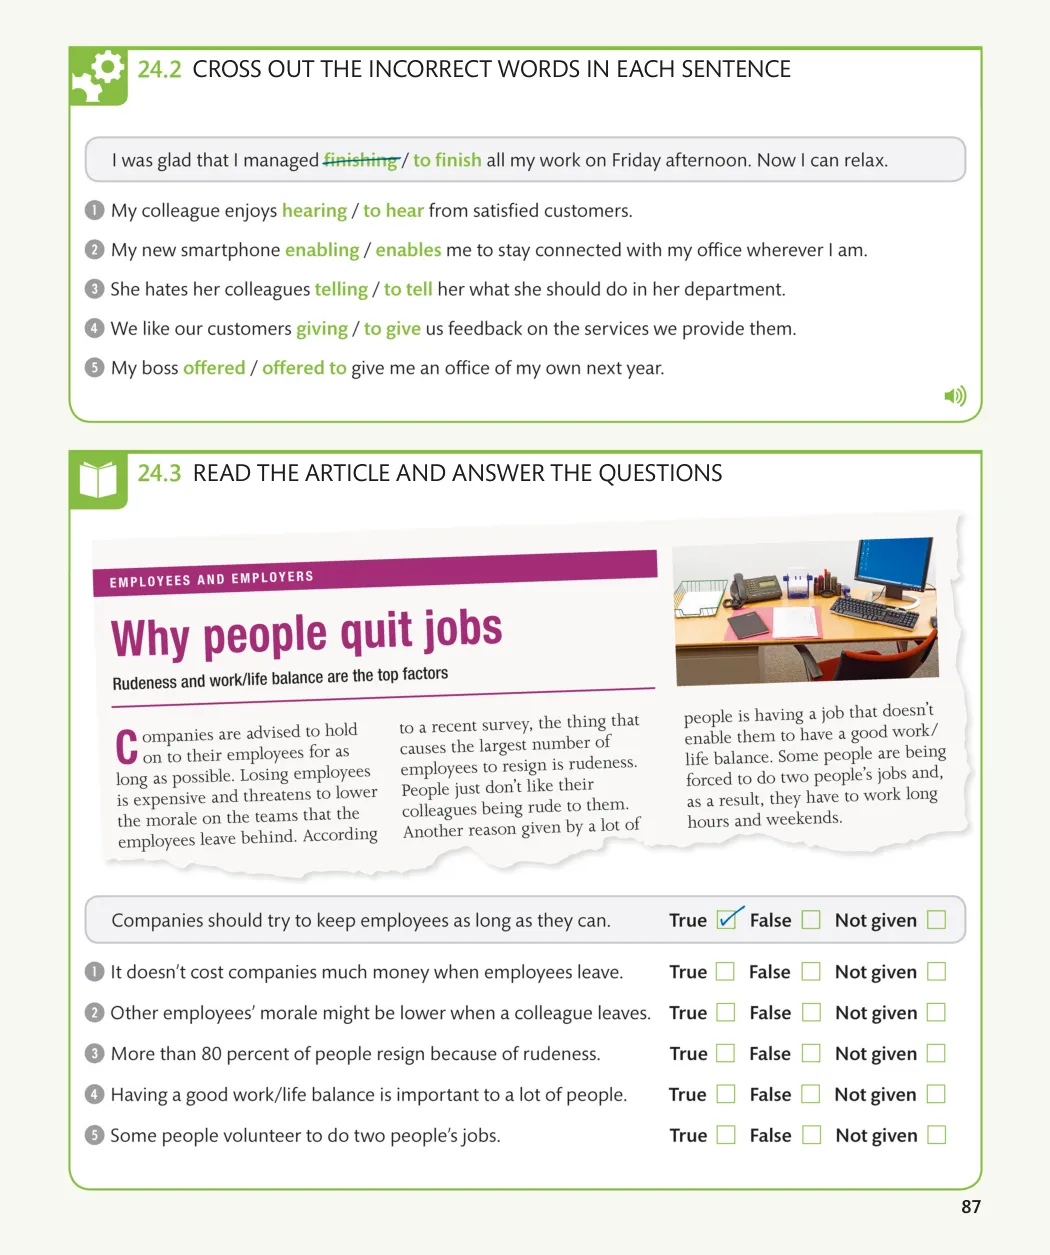 24.2 CROSS OUT THE INCORRECT WORDS IN EACH SENTENCE
I was glad that I managed finishing / to finish all my work on Friday afternoon. Now I can relax.
1 My colleague enjoys hearing / to hear from satisfied customers.
2 My new smartphone enabling / enables me to stay connected with my office wherever I am.
3 She hates her colleagues telling / to tell her what she should do in her department.
4 We like our customers giving / to give us feedback on the services we provide them.
5 My boss offered / offered to give me an office of my own next year.
24.3 READ THE ARTICLE AND ANSWER THE QUESTIONS
EMPLOYEES AND EMPLOYERS
Why people quit jobs
Rudeness and work/life balance are the top factors
Companies are advised to hold
on to their employees for as
long as possible. Losing employees
is expensive and threatens to lower
the morale on the teams that the
employees leave behind. According
to a recent survey, the thing that
causes the largest number of
employees to resign is rudeness.
People just don't like their
colleagues being rude to them.
Another reason given by a lot of
people is having a job that doesn't
enable them to have a good work/
life balance. Some people are being
forced to do two people's jobs and,
as a result, they have to work long
hours and weekends.
Companies should try to keep employees as long as they can. True False Not given
1 It doesn't cost companies much money when employees leave. True False Not given
2 Other employees' morale might be lower when a colleague leaves. True False Not given
3 More than 80 percent of people resign because of rudeness. True False Not given
4 Having a good work/life balance is important to a lot of people. True False Not given
5 Some people volunteer to do two people's jobs. True False Not given
87